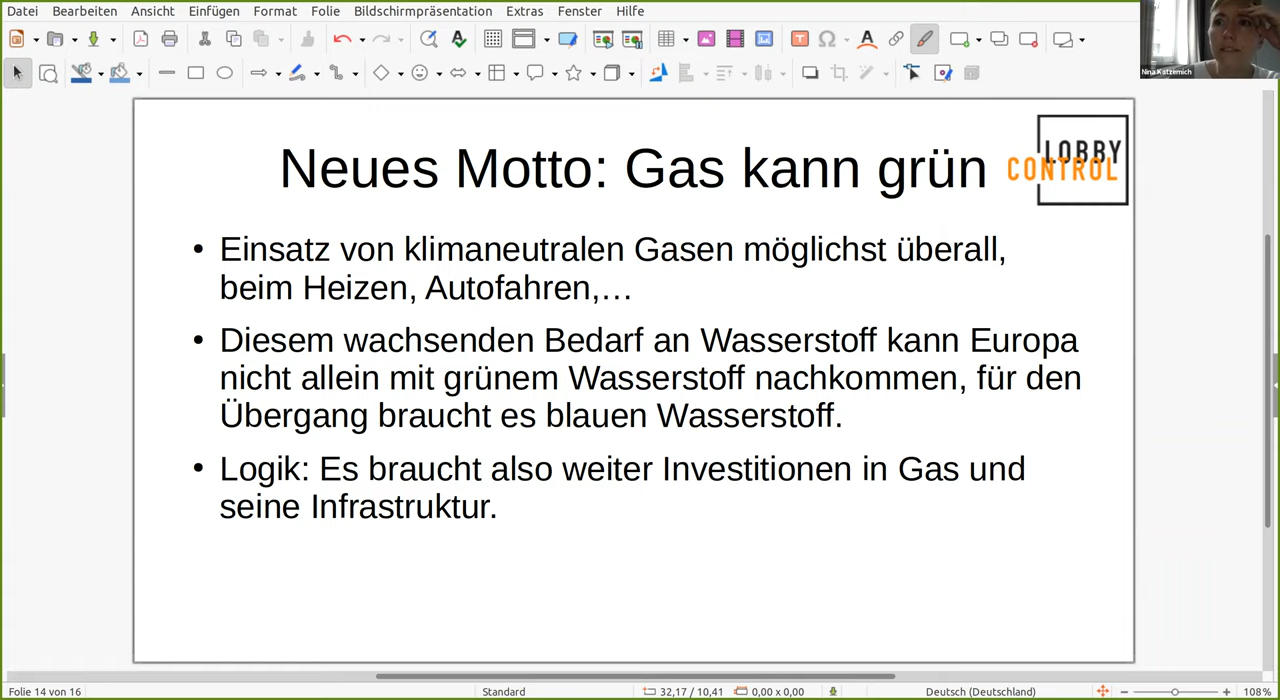 Datei Bearbeiten Ansicht Einfügen Format Folie Bildschirmpräsentation Extras Fenster Hilfe
Nina Katzemich
Neues Motto: Gas kann grün
LOBBY
CONTROL
• Einsatz von klimaneutralen Gasen möglichst überall,
beim Heizen, Autofahren,…
• Diesem wachsenden Bedarf an Wasserstoff kann Europa
nicht allein mit grünem Wasserstoff nachkommen, für den
Übergang braucht es blauen Wasserstoff.
• Logik: Es braucht also weiter Investitionen in Gas und
seine Infrastruktur.
Folie 14 von 16 Standard 32,17 / 10,41 0,00 x 0,00 Deutsch (Deutschland) 108%